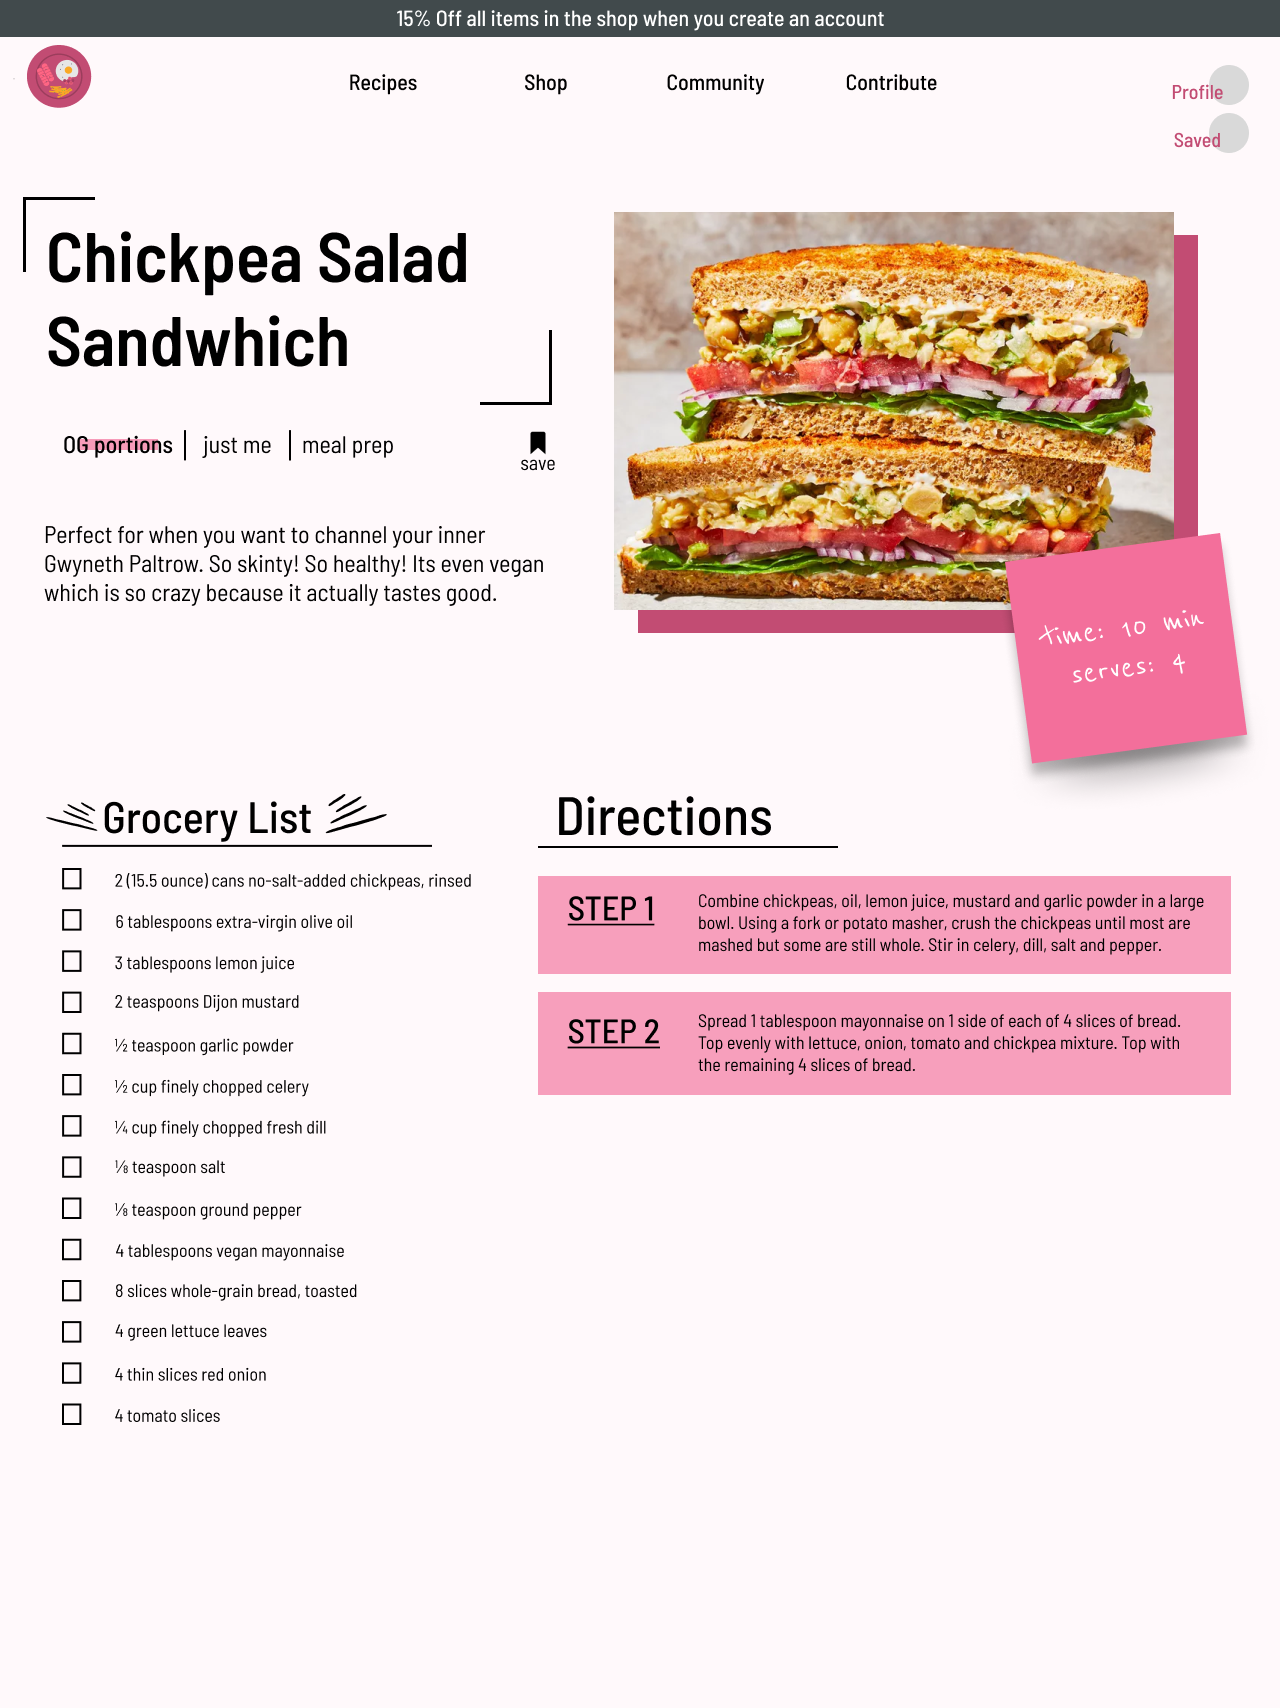 15% Off all items in the shop when you create an account
Recipes
Shop
Community
Contribute
Profile
Saved
Chickpea Salad
Sandwhich
OG portions
just me
meal prep
save
Perfect for when you want to channel your inner
Gwyneth Paltrow. So skinty! So healthy! Its even vegan
which is so crazy because it actually tastes good.
time: 10 min
serves: 4
Grocery List
2 (15.5 ounce) cans no-salt-added chickpeas, rinsed
6 tablespoons extra-virgin olive oil
3 tablespoons lemon juice
2 teaspoons Dijon mustard
½ teaspoon garlic powder
½ cup finely chopped celery
¼ cup finely chopped fresh dill
⅛ teaspoon salt
⅛ teaspoon ground pepper
4 tablespoons vegan mayonnaise
8 slices whole-grain bread, toasted
4 green lettuce leaves
4 thin slices red onion
4 tomato slices
Directions
STEP 1
Combine chickpeas, oil, lemon juice, mustard and garlic powder in a large
bowl. Using a fork or potato masher, crush the chickpeas until most are
mashed but some are still whole. Stir in celery, dill, salt and pepper.
STEP 2
Spread 1 tablespoon mayonnaise on 1 side of each of 4 slices of bread.
Top evenly with lettuce, onion, tomato and chickpea mixture. Top with
the remaining 4 slices of bread.